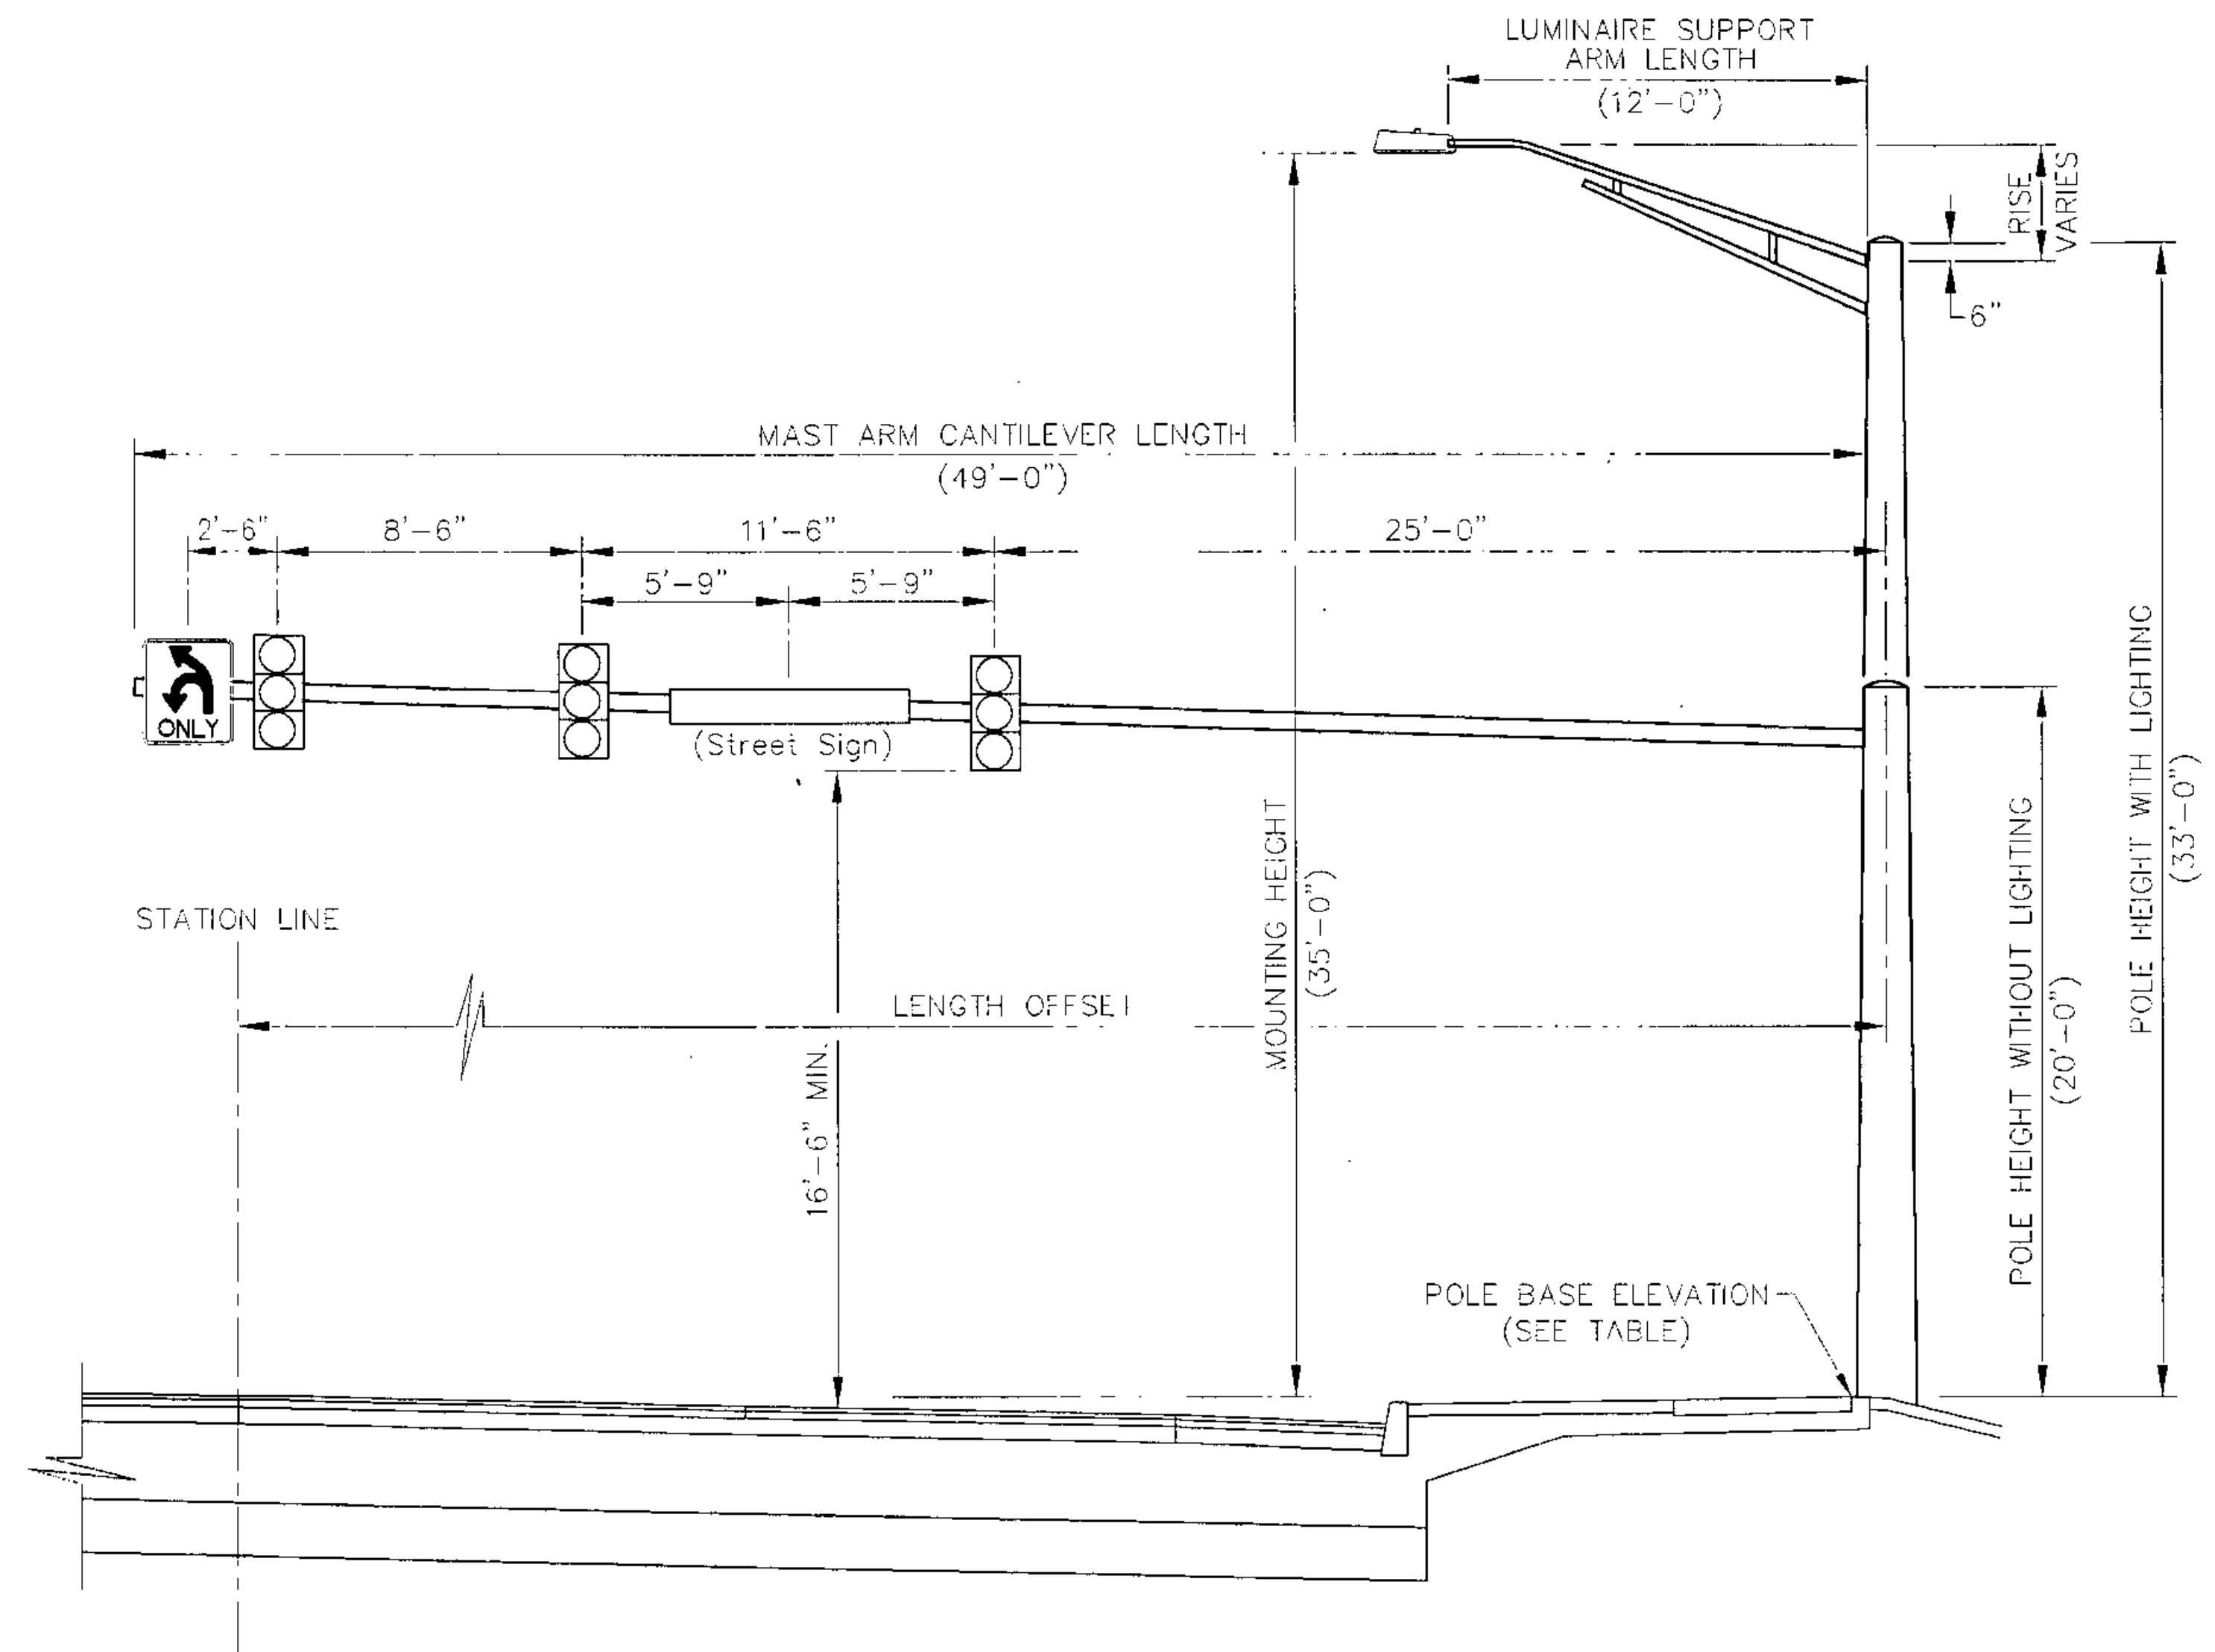 LUMINAIRE SUPPORT
ARM LENGTH
(12'-0")
RISE
VARIES
6"
MAST ARM CANTILEVER LENGTH
(49'-0")
2'-6"
8'-6"
11'-6"
25'-0"
5'-9"
5'-9"
ONLY
(Street Sign)
STATION LINE
LENGTH OFFSET
16'-6" MIN.
MOUNTING HEIGHT
(35'-0")
POLE HEIGHT WITHOUT LIGHTING
(20'-0")
POLE HEIGHT WITH LIGHTING
(33'-0")
POLE BASE ELEVATION
(SEE TABLE)